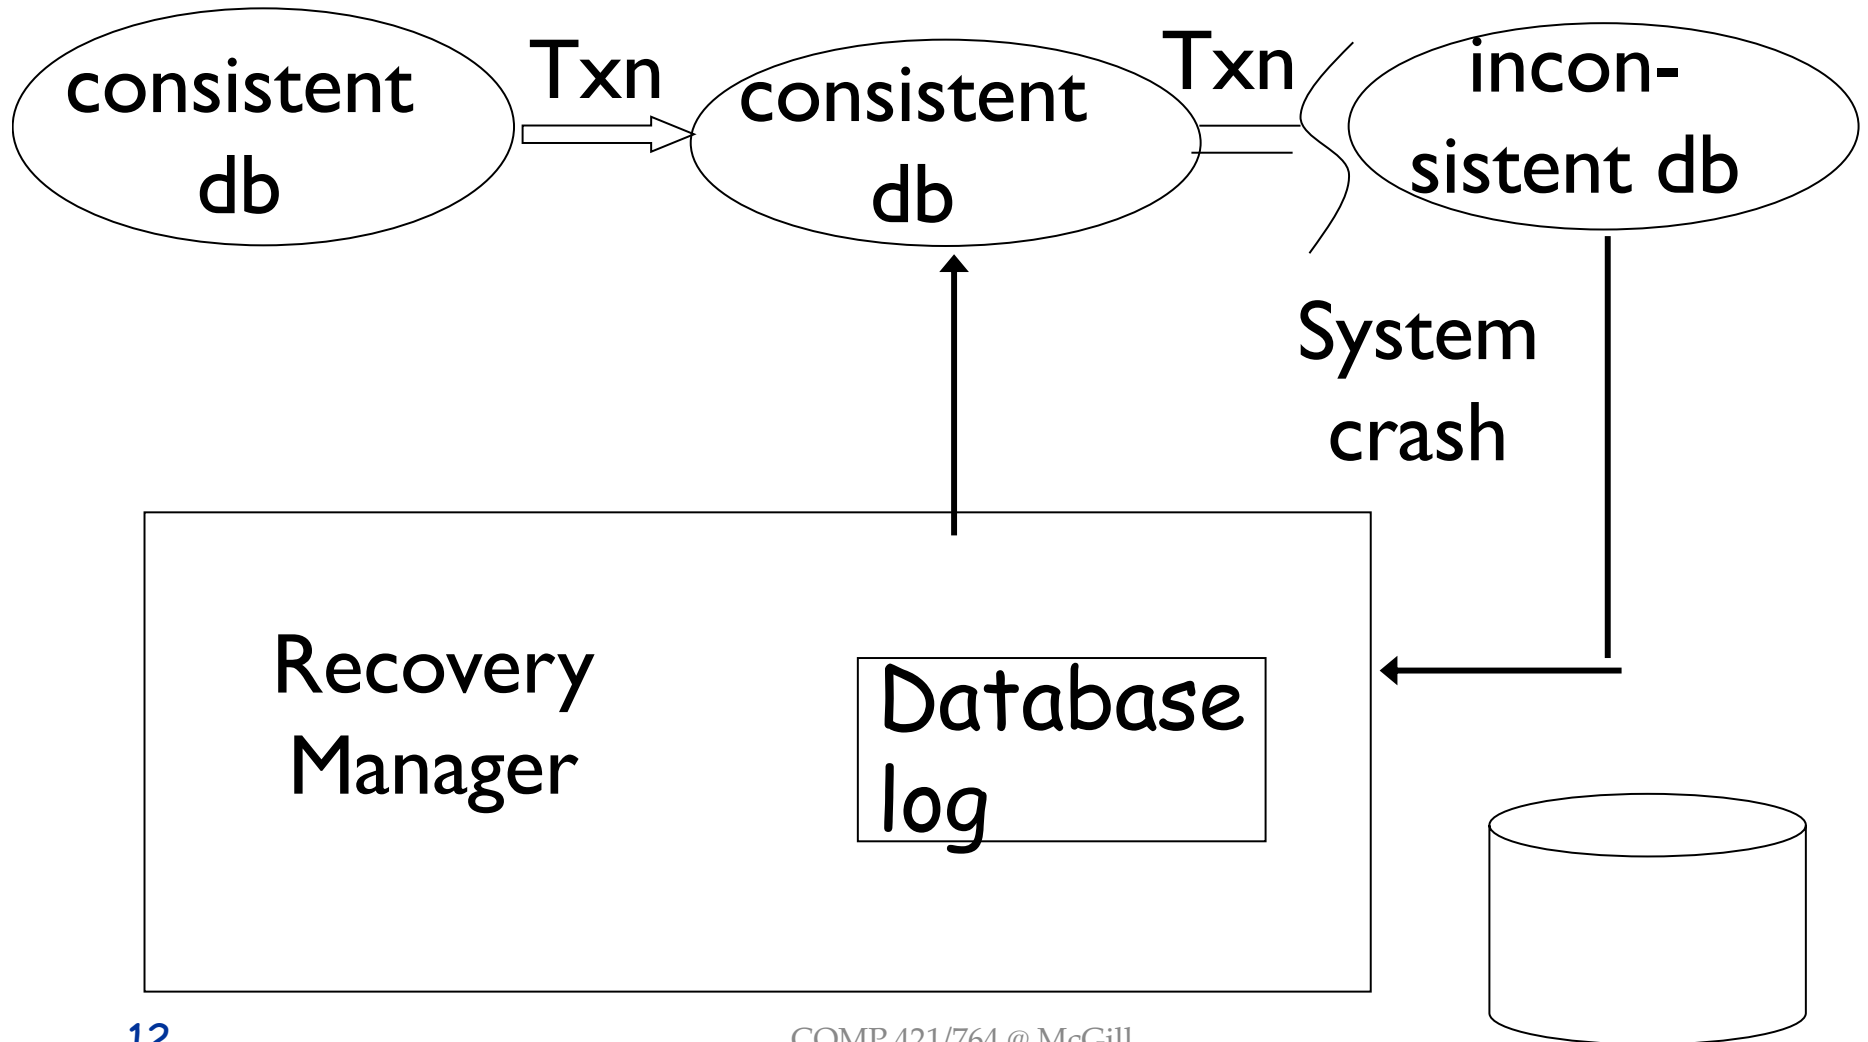 consistent
db
Txn
consistent
db
Txn
incon-
sistent db
System
crash
Recovery
Manager
Database
log
12
COMP 421/764 @ McGill